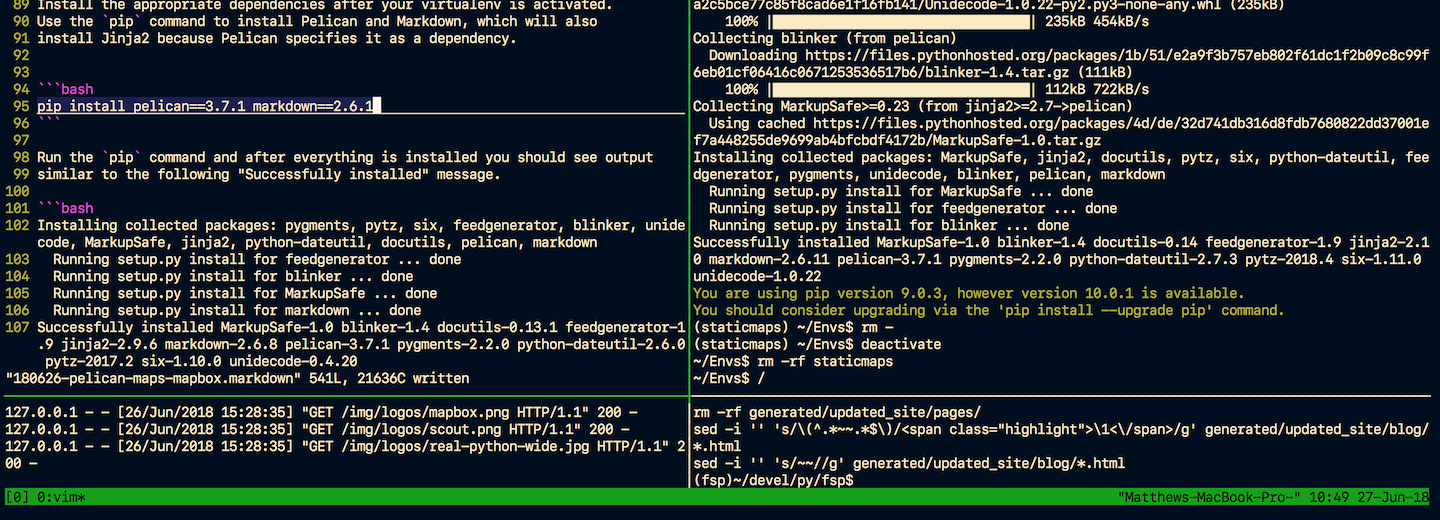 89 Install the appropriate dependencies after your virtualenv is activated.
90 Use the `pip` command to install Pelican and Markdown, which will also
91 install Jinja2 because Pelican specifies it as a dependency.
92
93
94 ```bash
95 pip install pelican==3.7.1 markdown==2.6.1
96 ```
97
98 Run the `pip` command and after everything is installed you should see output
99 similar to the following "Successfully installed" message.
100
101 ```bash
102 Installing collected packages: pygments, pytz, six, feedgenerator, blinker, unide
code, MarkupSafe, jinja2, python-dateutil, docutils, pelican, markdown
103   Running setup.py install for feedgenerator ... done
104   Running setup.py install for blinker ... done
105   Running setup.py install for MarkupSafe ... done
106   Running setup.py install for markdown ... done
107 Successfully installed MarkupSafe-1.0 blinker-1.4 docutils-0.13.1 feedgenerator-1
.9 jinja2-2.9.6 markdown-2.6.8 pelican-3.7.1 pygments-2.2.0 python-dateutil-2.6.0
 pytz-2017.2 six-1.10.0 unidecode-0.4.20
"180626-pelican-maps-mapbox.markdown" 541L, 21636C written
a2c5bce77c85f8cad6e1f16fb141/Unidecode-1.0.22-py2.py3-none-any.whl (235kB)
    100% |████████████████████████████████| 235kB 454kB/s
Collecting blinker (from pelican)
  Downloading https://files.pythonhosted.org/packages/1b/51/e2a9f3b757eb802f61dc1f2b09c8c99f
6eb01cf06416c0671253536517b6/blinker-1.4.tar.gz (111kB)
    100% |████████████████████████████████| 112kB 722kB/s
Collecting MarkupSafe>=0.23 (from jinja2>=2.7->pelican)
  Using cached https://files.pythonhosted.org/packages/4d/de/32d741db316d8fdb7680822dd37001e
f7a448255de9699ab4bfcbdf4172b/MarkupSafe-1.0.tar.gz
Installing collected packages: MarkupSafe, jinja2, docutils, pytz, six, python-dateutil, fee
dgenerator, pygments, unidecode, blinker, pelican, markdown
  Running setup.py install for MarkupSafe ... done
  Running setup.py install for feedgenerator ... done
  Running setup.py install for blinker ... done
Successfully installed MarkupSafe-1.0 blinker-1.4 docutils-0.14 feedgenerator-1.9 jinja2-2.1
0 markdown-2.6.11 pelican-3.7.1 pygments-2.2.0 python-dateutil-2.7.3 pytz-2018.4 six-1.11.0
unidecode-1.0.22
You are using pip version 9.0.3, however version 10.0.1 is available.
You should consider upgrading via the 'pip install --upgrade pip' command.
(staticmaps) ~/Envs$ rm -
(staticmaps) ~/Envs$ deactivate
~/Envs$ rm -rf staticmaps
~/Envs$ /
127.0.0.1 - - [26/Jun/2018 15:28:35] "GET /img/logos/mapbox.png HTTP/1.1" 200 -
127.0.0.1 - - [26/Jun/2018 15:28:35] "GET /img/logos/scout.png HTTP/1.1" 200 -
127.0.0.1 - - [26/Jun/2018 15:28:35] "GET /img/logos/real-python-wide.jpg HTTP/1.1" 2
00 -
rm -rf generated/updated_site/pages/
sed -i '' 's/\(^.*~~.*$\)/<span class="highlight">\1<\/span>/g' generated/updated_site/blog/
*.html
sed -i '' 's/~~//g' generated/updated_site/blog/*.html
(fsp)~/devel/py/fsp$
[0] 0:vim*
"Matthews-MacBook-Pro-" 10:49 27-Jun-18